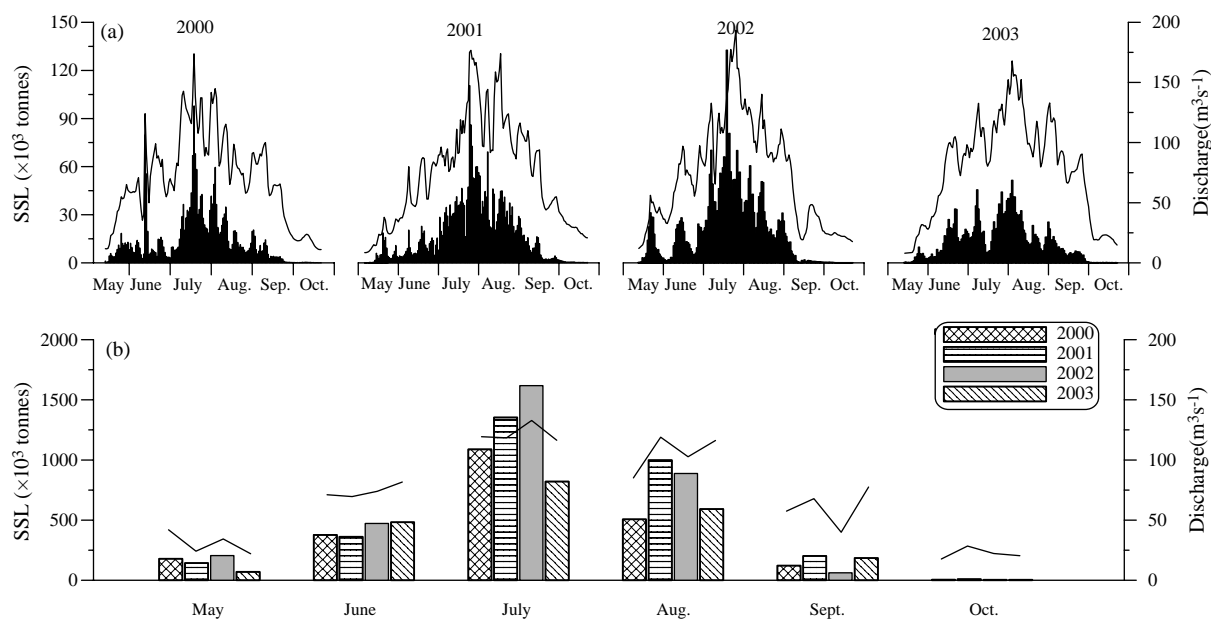 (a)
2000
2001
2002
2003
150
120
90
60
30
0
SSL (×10³ tonnes)
200
150
100
50
0
Discharge(m³s⁻¹)
May June July Aug. Sep. Oct.
May June July Aug. Sep. Oct.
May June July Aug. Sep. Oct.
May June July Aug. Sep. Oct.
(b)
2000
1500
1000
500
0
SSL (×10³ tonnes)
2000
2001
2002
2003
200
150
100
50
0
Discharge(m³s⁻¹)
May June July Aug. Sept. Oct.